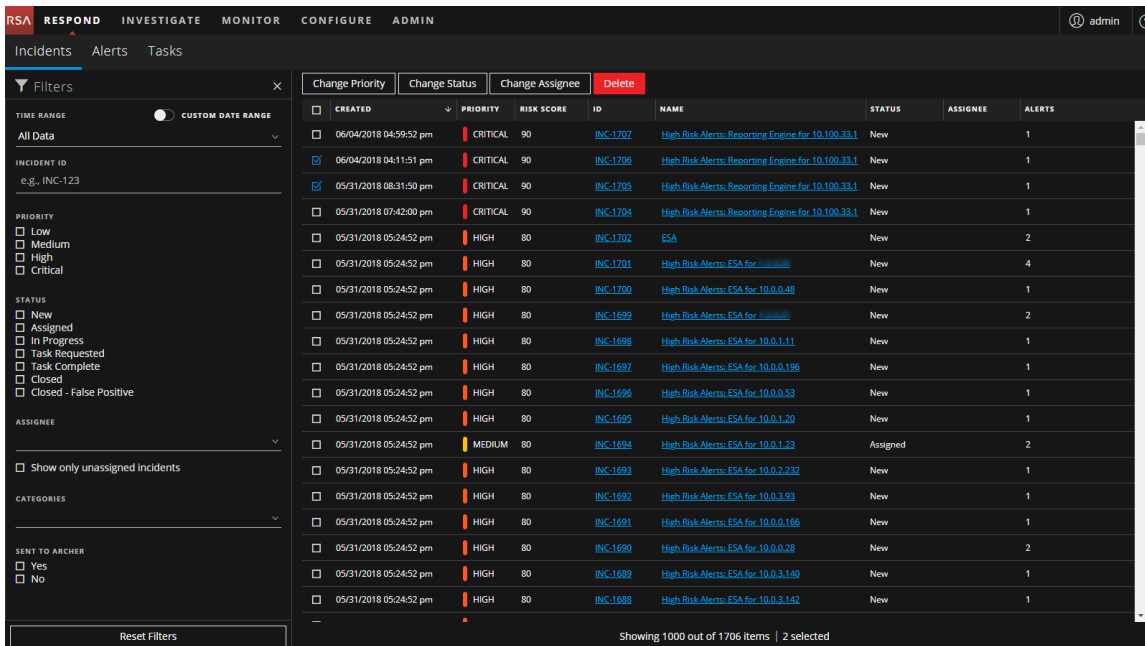 RSA RESPOND INVESTIGATE MONITOR CONFIGURE ADMIN admin
Incidents Alerts Tasks
Filters
TIME RANGE CUSTOM DATE RANGE
All Data
INCIDENT ID
e.g., INC-123
PRIORITY
Low
Medium
High
Critical
STATUS
New
Assigned
In Progress
Task Requested
Task Complete
Closed
Closed - False Positive
ASSIGNEE
Show only unassigned incidents
CATEGORIES
SENT TO ARCHER
Yes
No
Reset Filters
Change Priority Change Status Change Assignee Delete
CREATED PRIORITY RISK SCORE ID NAME STATUS ASSIGNEE ALERTS
06/04/2018 04:59:52 pm CRITICAL 90 INC-1707 High Risk Alerts: Reporting Engine for 10.100.33.1 New 1
06/04/2018 04:11:51 pm CRITICAL 90 INC-1706 High Risk Alerts: Reporting Engine for 10.100.33.1 New 1
05/31/2018 08:31:50 pm CRITICAL 90 INC-1705 High Risk Alerts: Reporting Engine for 10.100.33.1 New 1
05/31/2018 07:42:00 pm CRITICAL 90 INC-1704 High Risk Alerts: Reporting Engine for 10.100.33.1 New 1
05/31/2018 05:24:52 pm HIGH 80 INC-1702 ESA New 2
05/31/2018 05:24:52 pm HIGH 80 INC-1701 High Risk Alerts: ESA for New 4
05/31/2018 05:24:52 pm HIGH 80 INC-1700 High Risk Alerts: ESA for 10.0.0.48 New 1
05/31/2018 05:24:52 pm HIGH 80 INC-1699 High Risk Alerts: ESA for New 2
05/31/2018 05:24:52 pm HIGH 80 INC-1698 High Risk Alerts: ESA for 10.0.1.11 New 1
05/31/2018 05:24:52 pm HIGH 80 INC-1697 High Risk Alerts: ESA for 10.0.0.196 New 1
05/31/2018 05:24:52 pm HIGH 80 INC-1696 High Risk Alerts: ESA for 10.0.0.53 New 1
05/31/2018 05:24:52 pm HIGH 80 INC-1695 High Risk Alerts: ESA for 10.0.1.20 New 1
05/31/2018 05:24:52 pm MEDIUM 80 INC-1694 High Risk Alerts: ESA for 10.0.1.23 Assigned 2
05/31/2018 05:24:52 pm HIGH 80 INC-1693 High Risk Alerts: ESA for 10.0.2.232 New 1
05/31/2018 05:24:52 pm HIGH 80 INC-1692 High Risk Alerts: ESA for 10.0.3.93 New 1
05/31/2018 05:24:52 pm HIGH 80 INC-1691 High Risk Alerts: ESA for 10.0.0.166 New 1
05/31/2018 05:24:52 pm HIGH 80 INC-1690 High Risk Alerts: ESA for 10.0.0.28 New 2
05/31/2018 05:24:52 pm HIGH 80 INC-1689 High Risk Alerts: ESA for 10.0.3.140 New 1
05/31/2018 05:24:52 pm HIGH 80 INC-1688 High Risk Alerts: ESA for 10.0.3.142 New 1
Showing 1000 out of 1706 items | 2 selected